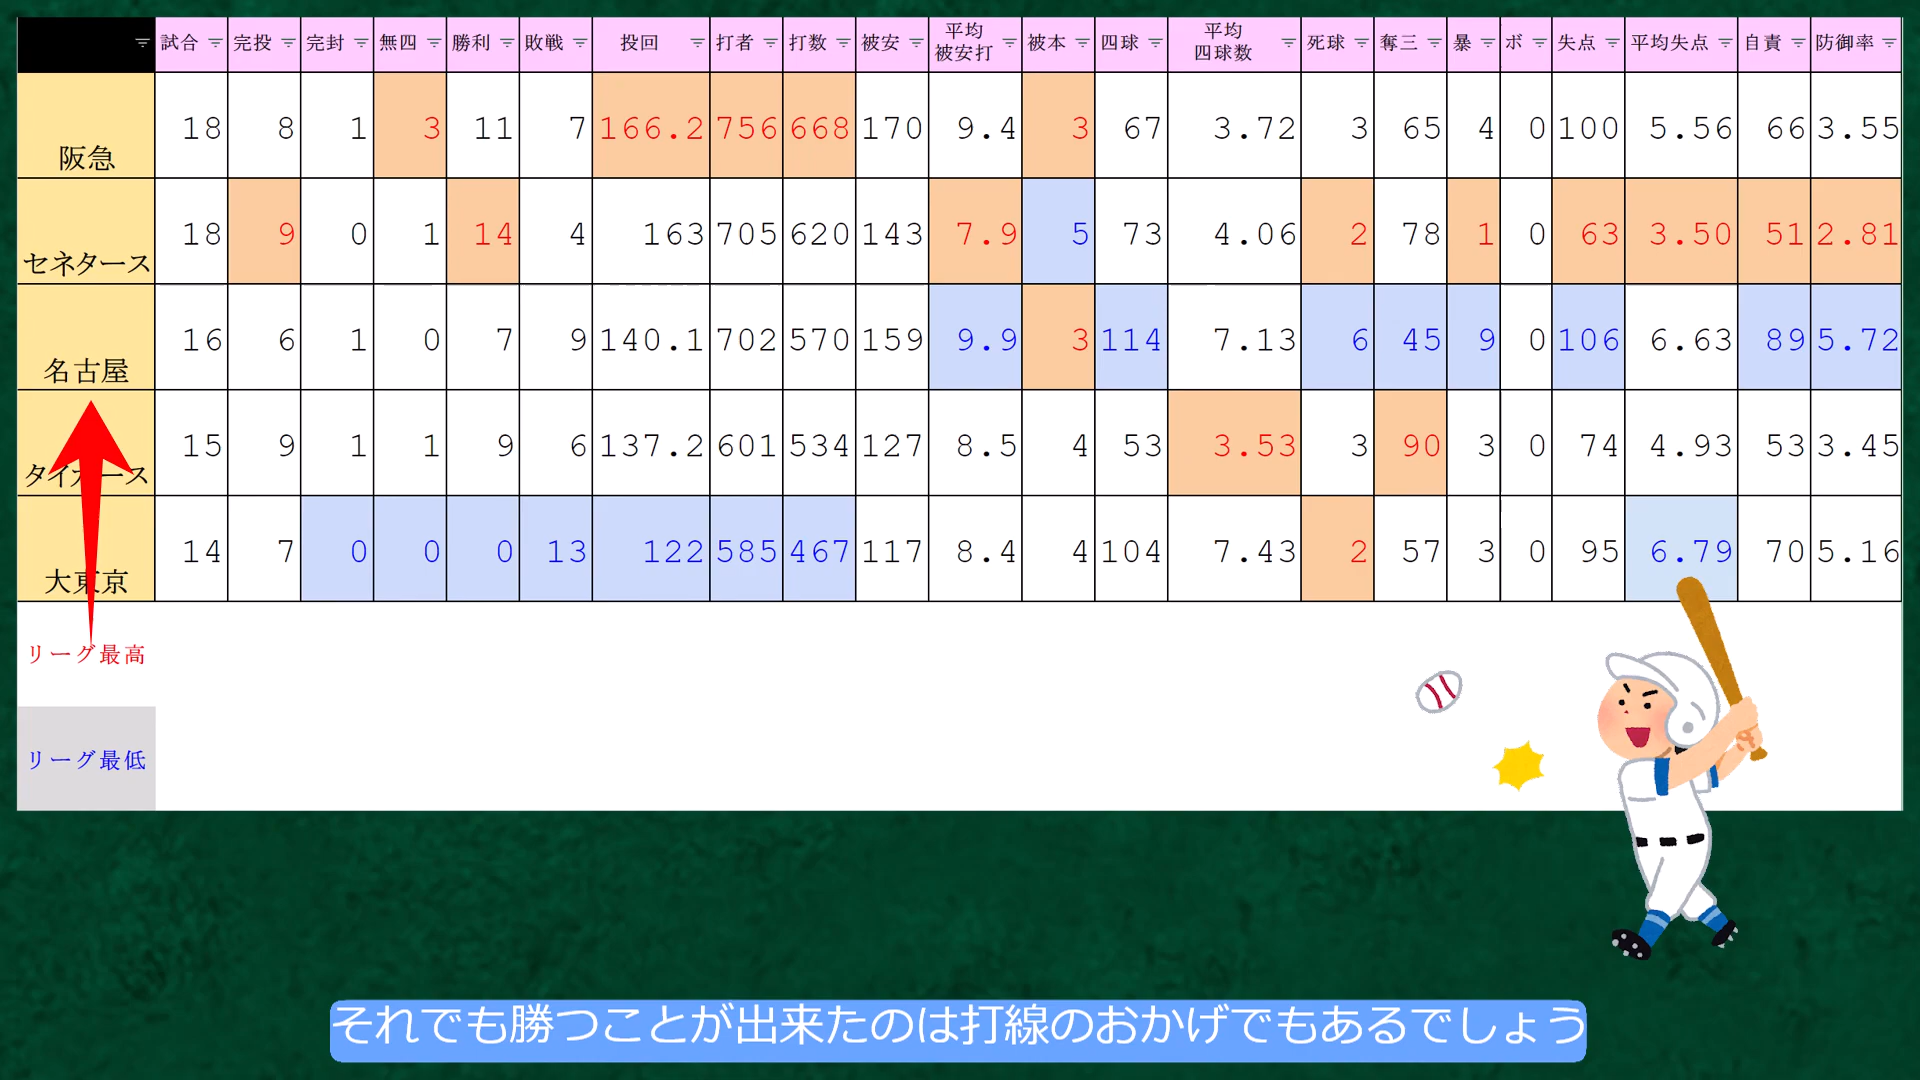 試合 完投 完封 無四 勝利 敗戦 投回 打者 打数 被安 平均被安打 被本 四球 平均四球数 死球 奪三 暴 ボ 失点 平均失点 自責 防御率
阪急 18 8 1 3 11 7 166.2 756 668 170 9.4 3 67 3.72 3 65 4 0 100 5.56 66 3.55
セネタース 18 9 0 1 14 4 163 705 620 143 7.9 5 73 4.06 2 78 1 0 63 3.50 51 2.81
名古屋 16 6 1 0 7 9 140.1 702 570 159 9.9 3 114 7.13 6 45 9 0 106 6.63 89 5.72
タイガース 15 9 1 1 9 6 137.2 601 534 127 8.5 4 53 3.53 3 90 3 0 74 4.93 53 3.45
大東京 14 7 0 0 0 13 122 585 467 117 8.4 4 104 7.43 2 57 3 0 95 6.79 70 5.16
リーグ最高
リーグ最低
それでも勝つことが出来たのは打線のおかげでもあるでしょう